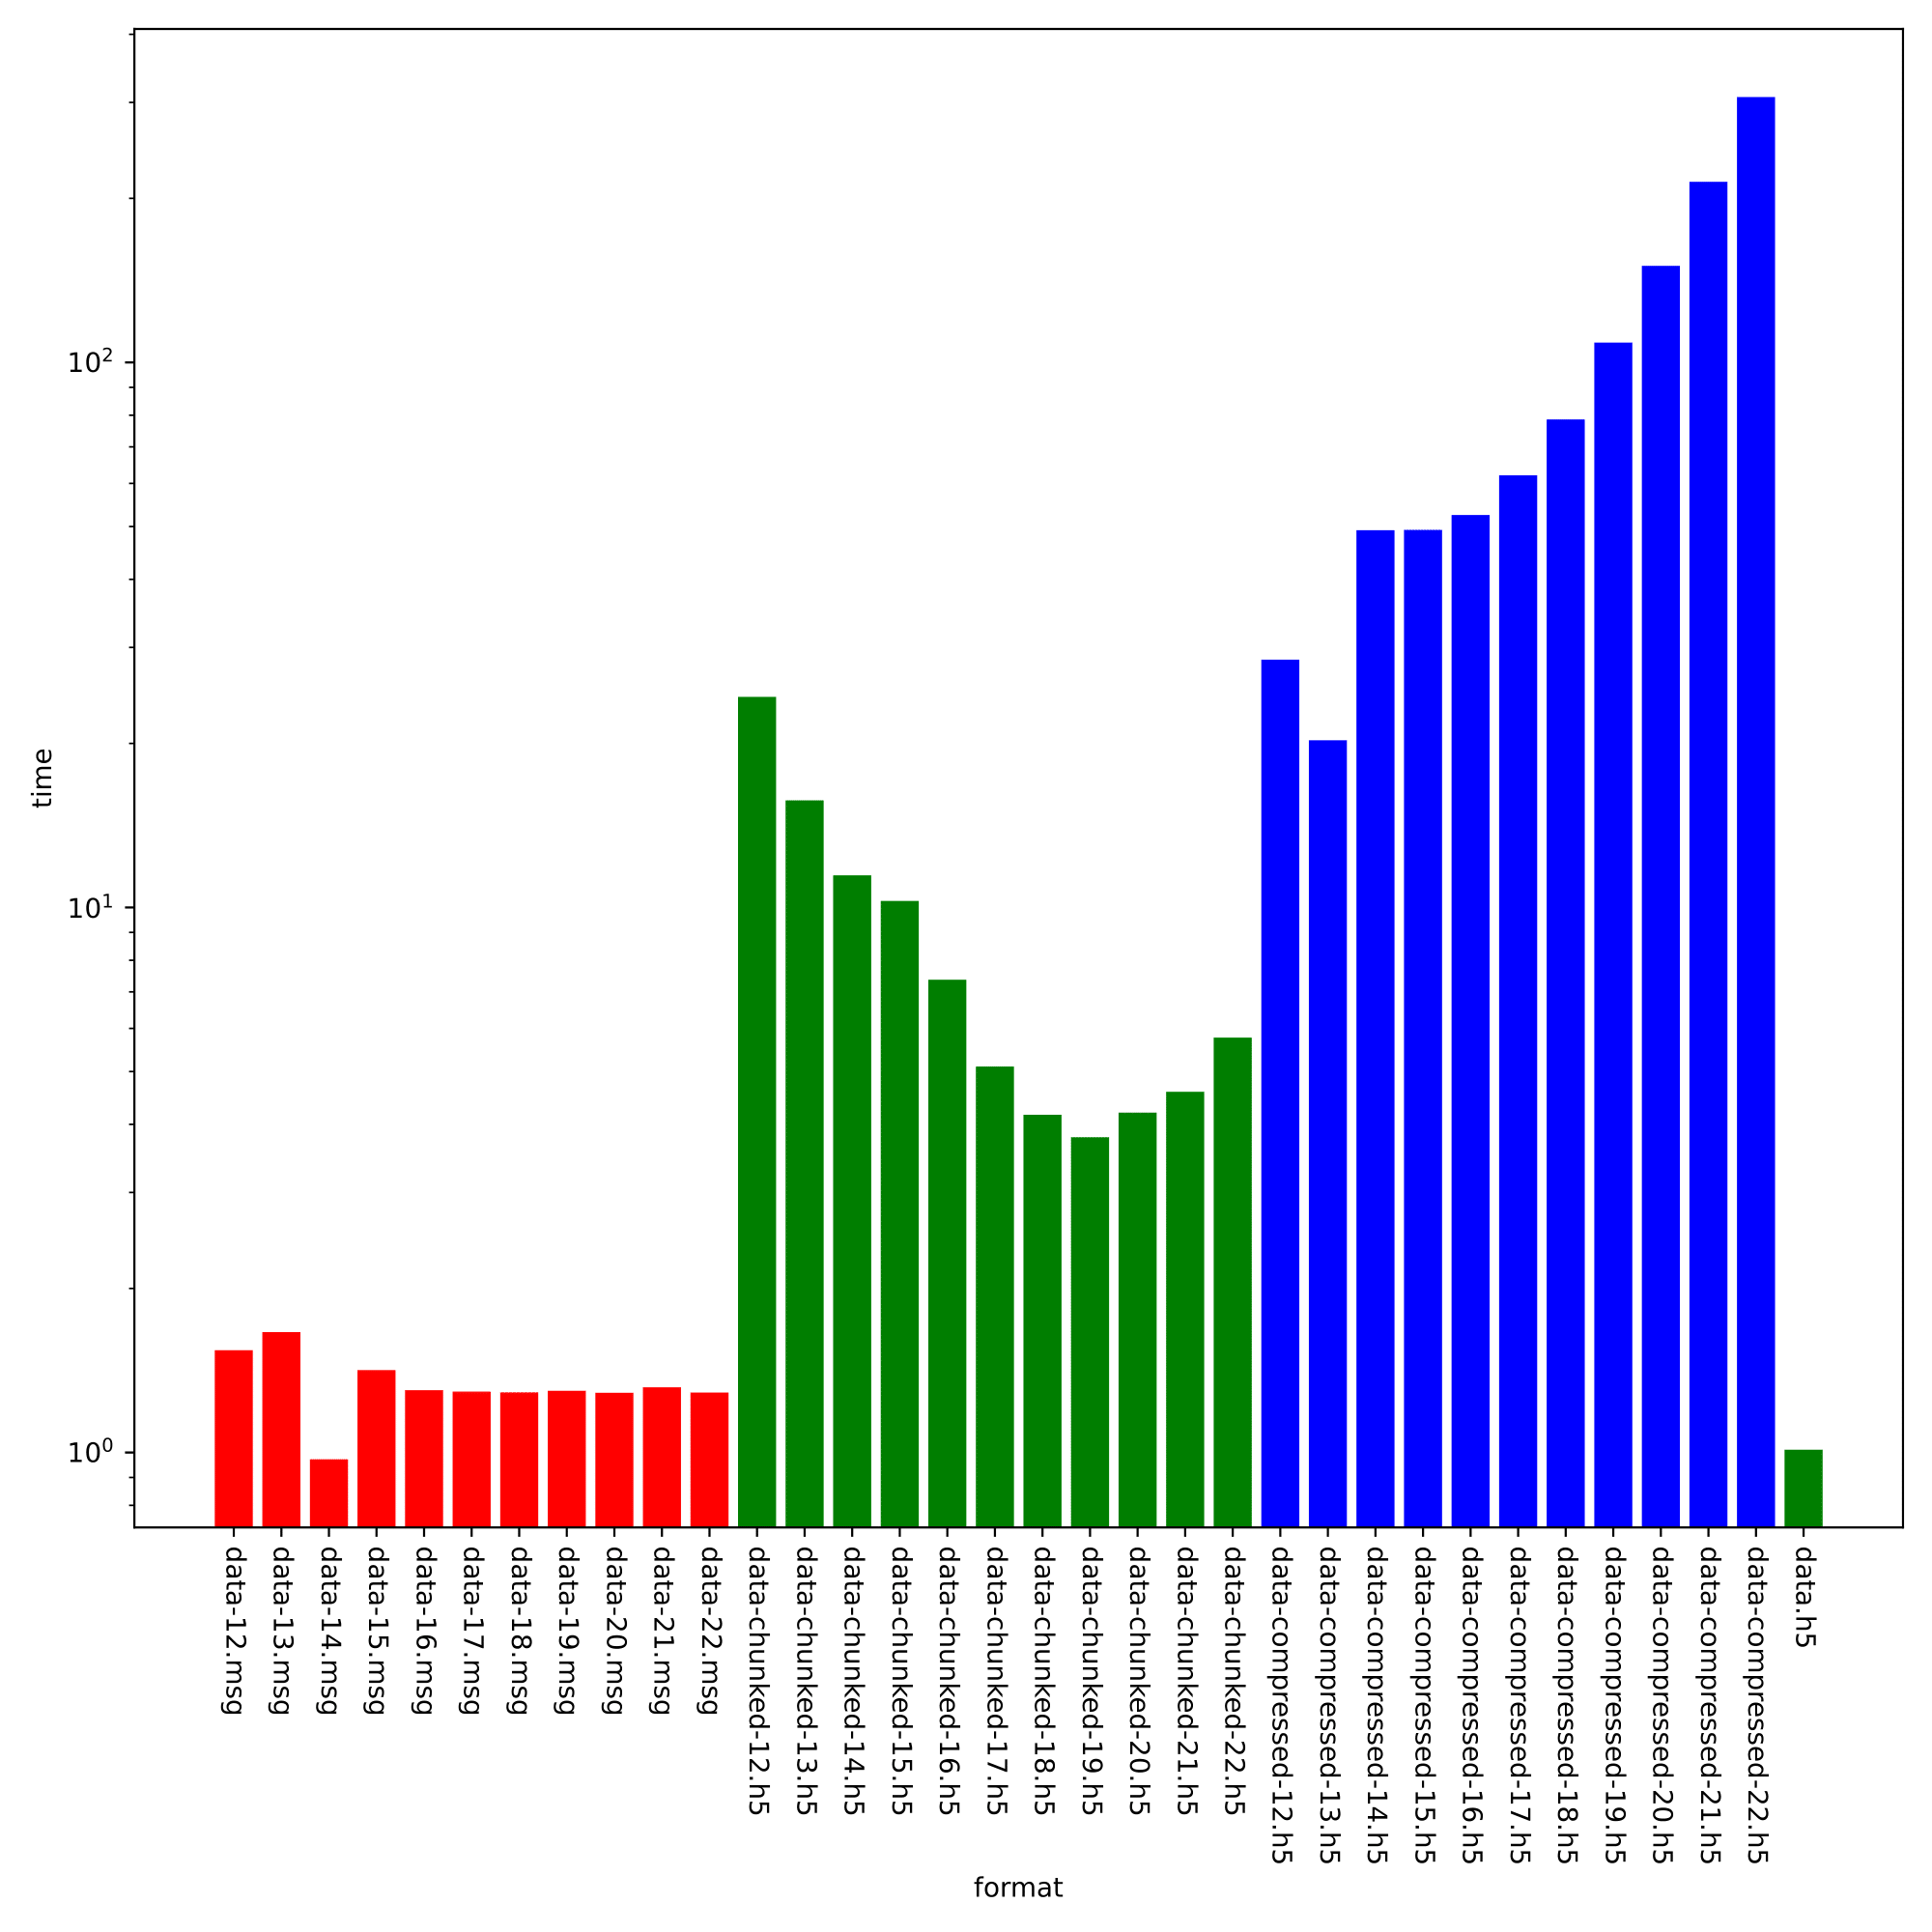 10²
10¹
10⁰
time
data-12.msg
data-13.msg
data-14.msg
data-15.msg
data-16.msg
data-17.msg
data-18.msg
data-19.msg
data-20.msg
data-21.msg
data-22.msg
data-chunked-12.h5
data-chunked-13.h5
data-chunked-14.h5
data-chunked-15.h5
data-chunked-16.h5
data-chunked-17.h5
data-chunked-18.h5
data-chunked-19.h5
data-chunked-20.h5
data-chunked-21.h5
data-chunked-22.h5
data-compressed-12.h5
data-compressed-13.h5
data-compressed-14.h5
data-compressed-15.h5
data-compressed-16.h5
data-compressed-17.h5
data-compressed-18.h5
data-compressed-19.h5
data-compressed-20.h5
data-compressed-21.h5
data-compressed-22.h5
data.h5
format